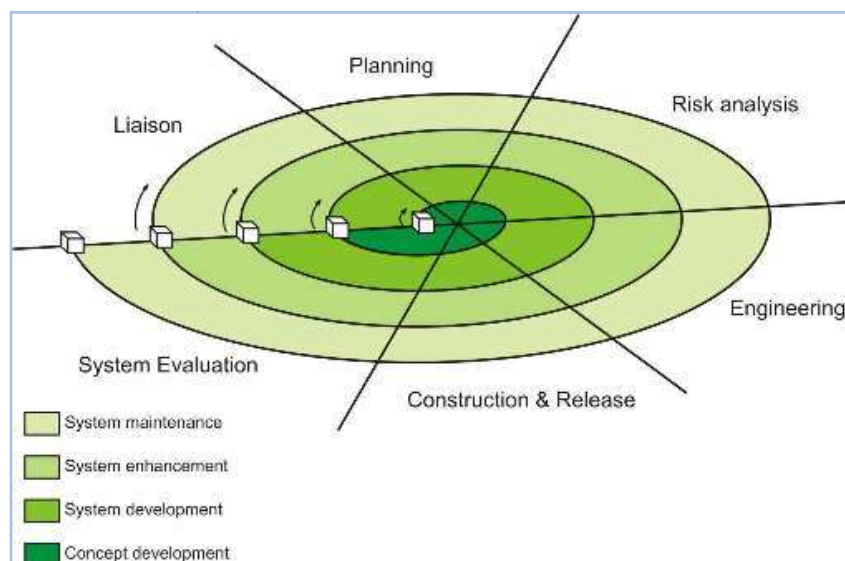 Planning
Risk analysis
Liaison
Engineering
System Evaluation
Construction & Release
System maintenance
System enhancement
System development
Concept development